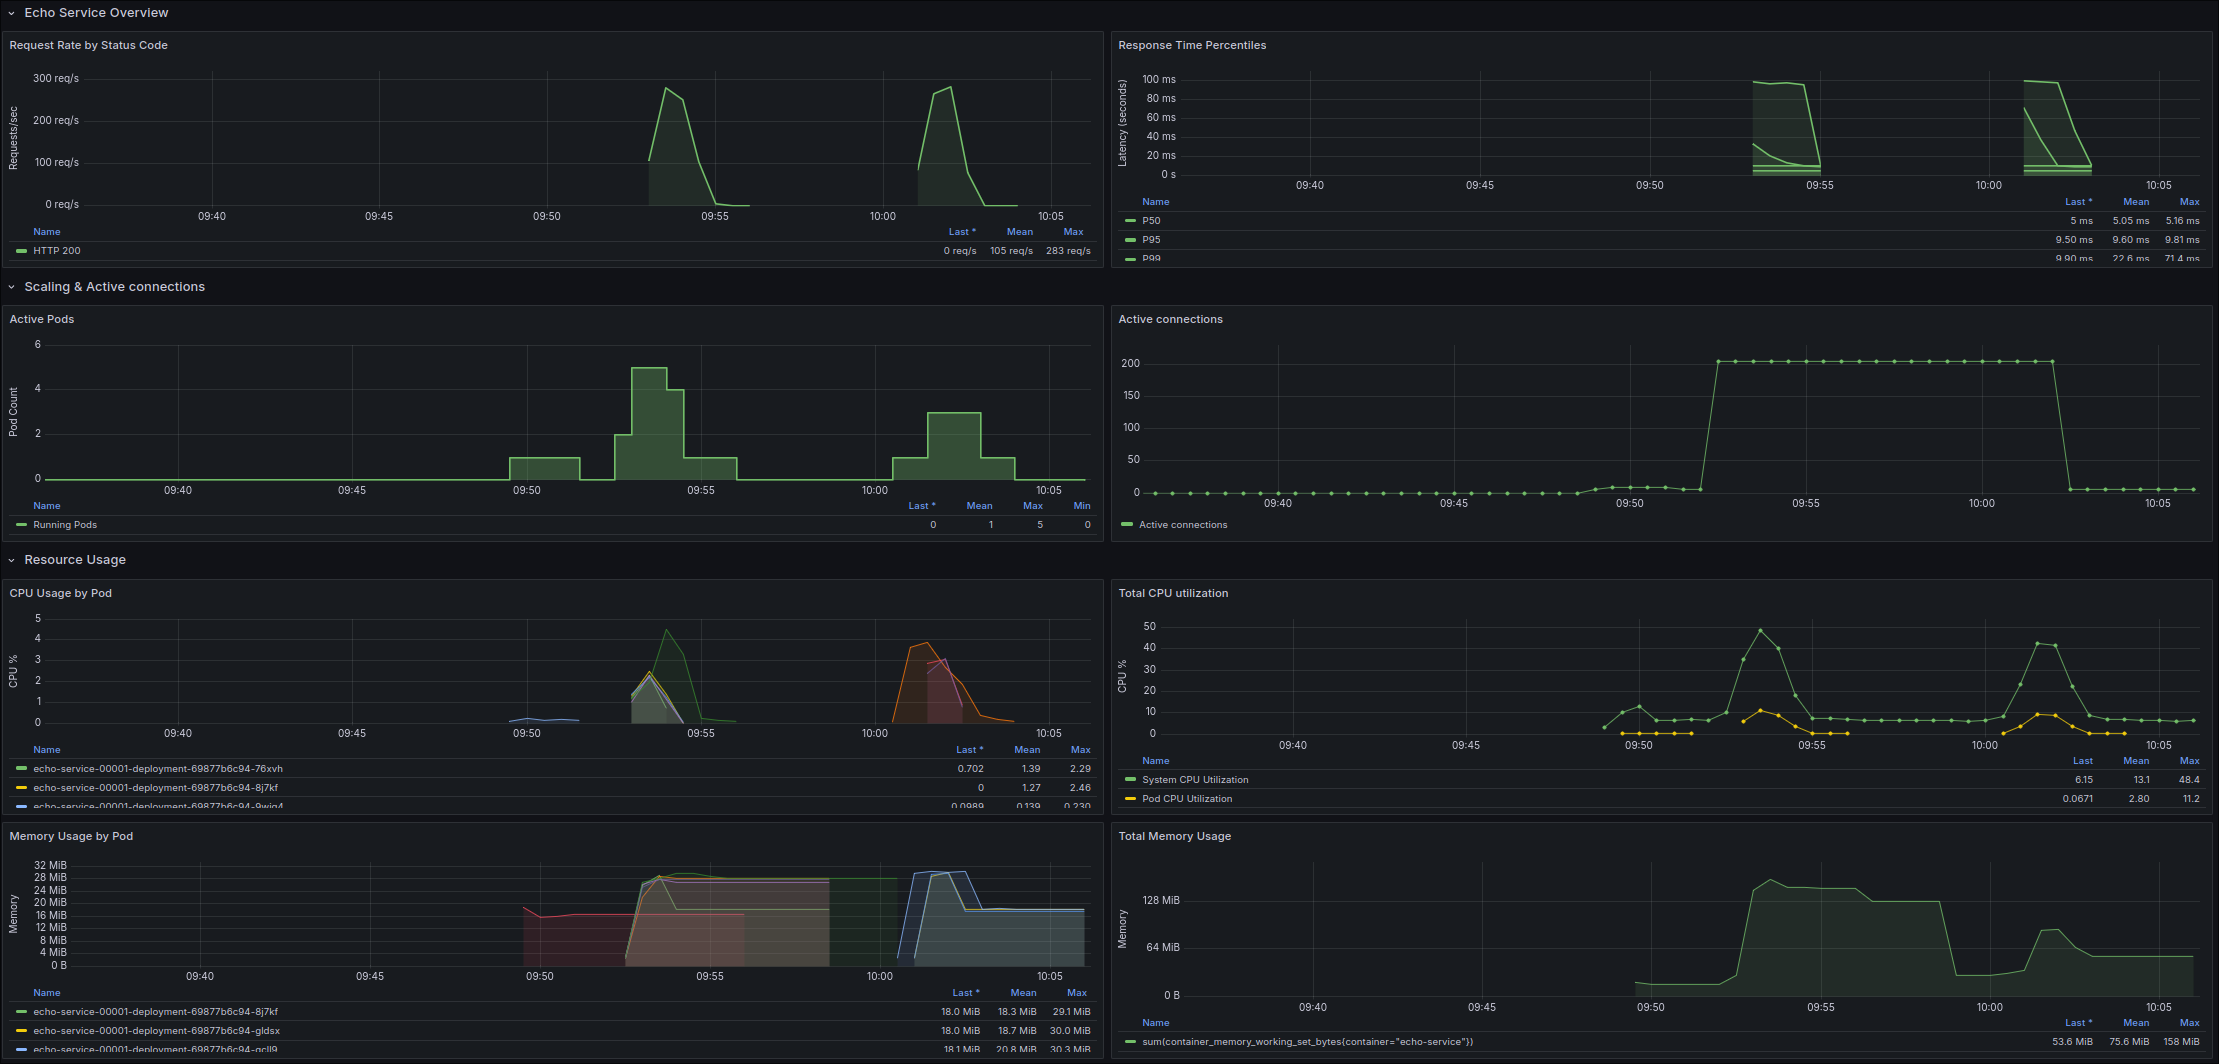 Echo Service Overview
Request Rate by Status Code
Requests/sec
300 req/s
200 req/s
100 req/s
0 req/s
09:40 09:45 09:50 09:55 10:00 10:05
Name Last * Mean Max
HTTP 200 0 req/s 105 req/s 283 req/s
Response Time Percentiles
Latency (seconds)
100 ms
80 ms
60 ms
40 ms
20 ms
0 s
09:40 09:45 09:50 09:55 10:00 10:05
Name Last * Mean Max
P50 5 ms 5.05 ms 5.16 ms
P95 9.50 ms 9.60 ms 9.81 ms
P99 9.90 ms 22.6 ms 71.4 ms
Scaling & Active connections
Active Pods
Pod Count
6
4
2
0
09:40 09:45 09:50 09:55 10:00 10:05
Name Last * Mean Max Min
Running Pods 0 1 5 0
Active connections
200
150
100
50
0
09:40 09:45 09:50 09:55 10:00 10:05
Active connections
Resource Usage
CPU Usage by Pod
CPU %
5
4
3
2
1
0
09:40 09:45 09:50 09:55 10:00 10:05
Name Last * Mean Max
echo-service-00001-deployment-69877b6c94-76xvh 0.702 1.39 2.29
echo-service-00001-deployment-69877b6c94-8j7kf 0 1.27 2.46
0.0989 0.139 0.230
Total CPU utilization
CPU %
50
40
30
20
10
0
09:40 09:45 09:50 09:55 10:00 10:05
Name Last Mean Max
System CPU Utilization 6.15 13.1 48.4
Pod CPU Utilization 0.0671 2.80 11.2
Memory Usage by Pod
Memory
32 MiB
28 MiB
24 MiB
20 MiB
16 MiB
12 MiB
8 MiB
4 MiB
0 B
09:40 09:45 09:50 09:55 10:00 10:05
Name Last * Mean Max
echo-service-00001-deployment-69877b6c94-8j7kf 18.0 MiB 18.3 MiB 29.1 MiB
echo-service-00001-deployment-69877b6c94-gldsx 18.0 MiB 18.7 MiB 30.0 MiB
18.1 MiB 20.8 MiB 30.3 MiB
Total Memory Usage
Memory
128 MiB
64 MiB
0 B
09:40 09:45 09:50 09:55 10:00 10:05
Name Last * Mean Max
sum(container_memory_working_set_bytes{container="echo-service"}) 53.6 MiB 75.6 MiB 158 MiB